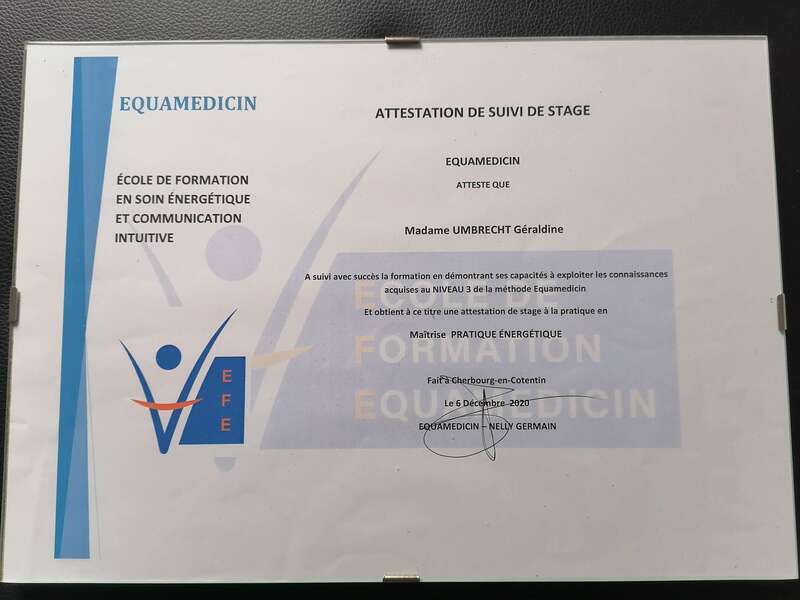 EQUAMEDICIN
ÉCOLE DE FORMATION
EN SOIN ÉNERGÉTIQUE
ET COMMUNICATION
INTUITIVE
E
F
E
ATTESTATION DE SUIVI DE STAGE
EQUAMEDICIN
ATTESTE QUE
Madame UMBRECHT Géraldine
A suivi avec succès la formation en démontrant ses capacités à exploiter les connaissances
acquises au NIVEAU 3 de la méthode Equamedicin
Et obtient à ce titre une attestation de stage à la pratique en
Maîtrise PRATIQUE ÉNERGÉTIQUE
Fait à Cherbourg-en-Cotentin
Le 6 Décembre 2020
EQUAMEDICIN – NELLY GERMAIN
ECOLE DE
FORMATION
EQUAMEDICIN